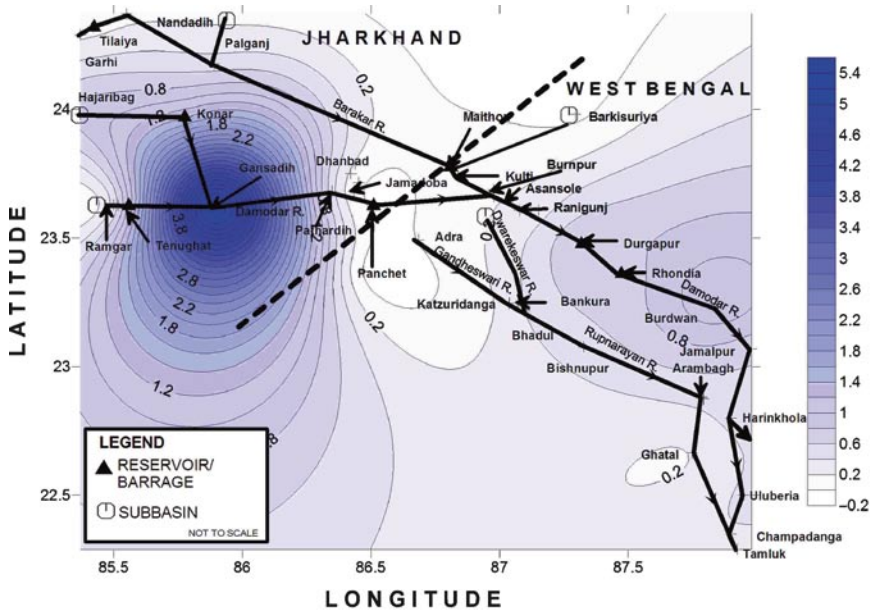 Nandadih
Tilaiya
Palganj
JHARKHAND
Garhi
0.8
0.2
Hajaribag
WEST BENGAL
24
1.2
1.8
Konar
2.2
Barakar R.
Maithon
Barkisuriya
Gansadih
Dhanbad
Kulti
Burnpur
Jamadoba
Asansole
3.8
Damodar R.
Ranigunj
Ramgar
Tenughat
Pathardih
23.5
Adra
Dwarekeswar R.
Durgapur
2.8
Panchet
Gandheswari R.
Rhondia
2.2
Katzuridanga
Bankura
Damodar R.
1.8
0.2
Burdwan
Bhadul
0.8
23
Rupnarayan R.
Jamalpur
1.2
Bishnupur
Arambagh
Harinkhola
LEGEND
RESERVOIR/
BARRAGE
SUBBASIN
NOT TO SCALE
Ghatal
0.2
22.5
Uluberia
Champadanga
Tamluk
85.5
86
86.5
87
87.5
LONGITUDE
LATITUDE
5.4
5
4.6
4.2
3.8
3.4
3
2.6
2.2
1.8
1.4
1
0.6
0.2
−0.2